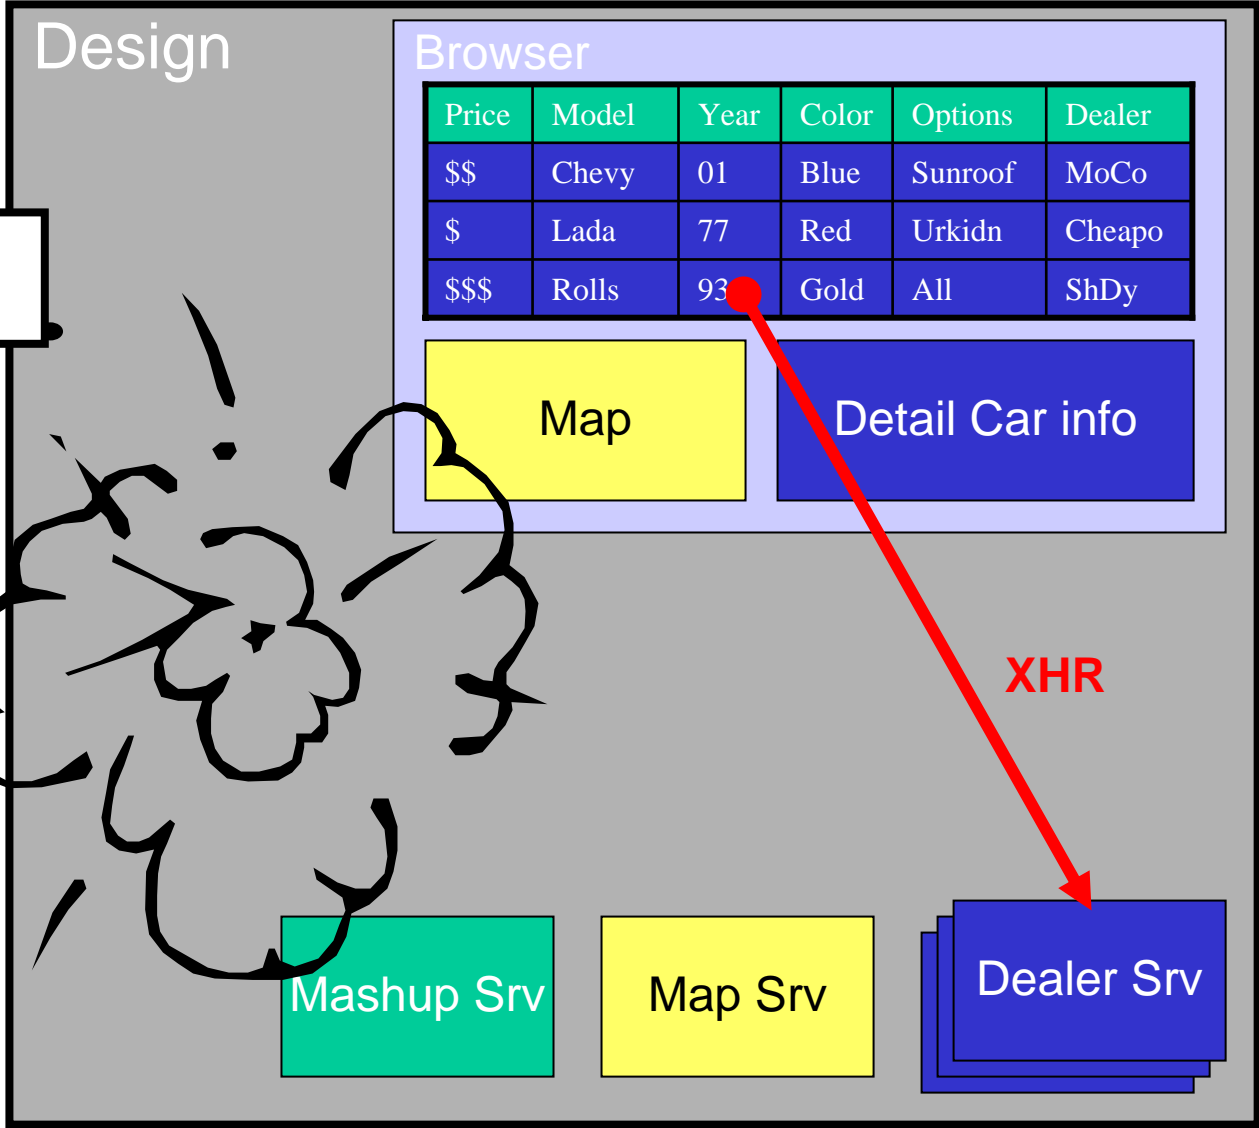 Design
Browser
Price Model Year Color Options Dealer
$$ Chevy 01 Blue Sunroof MoCo
$ Lada 77 Red Urkidn Cheapo
$$$ Rolls 93 Gold All ShDy
Map
Detail Car info
XHR
Mashup Srv
Map Srv
Dealer Srv